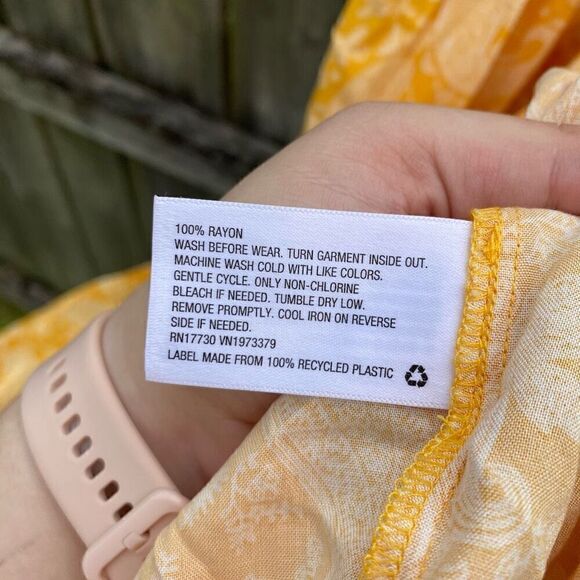 100% RAYON
WASH BEFORE WEAR. TURN GARMENT INSIDE OUT.
MACHINE WASH COLD WITH LIKE COLORS.
GENTLE CYCLE. ONLY NON-CHLORINE
BLEACH IF NEEDED. TUMBLE DRY LOW.
REMOVE PROMPTLY. COOL IRON ON REVERSE
SIDE IF NEEDED.
RN17730 VN1973379
LABEL MADE FROM 100% RECYCLED PLASTIC